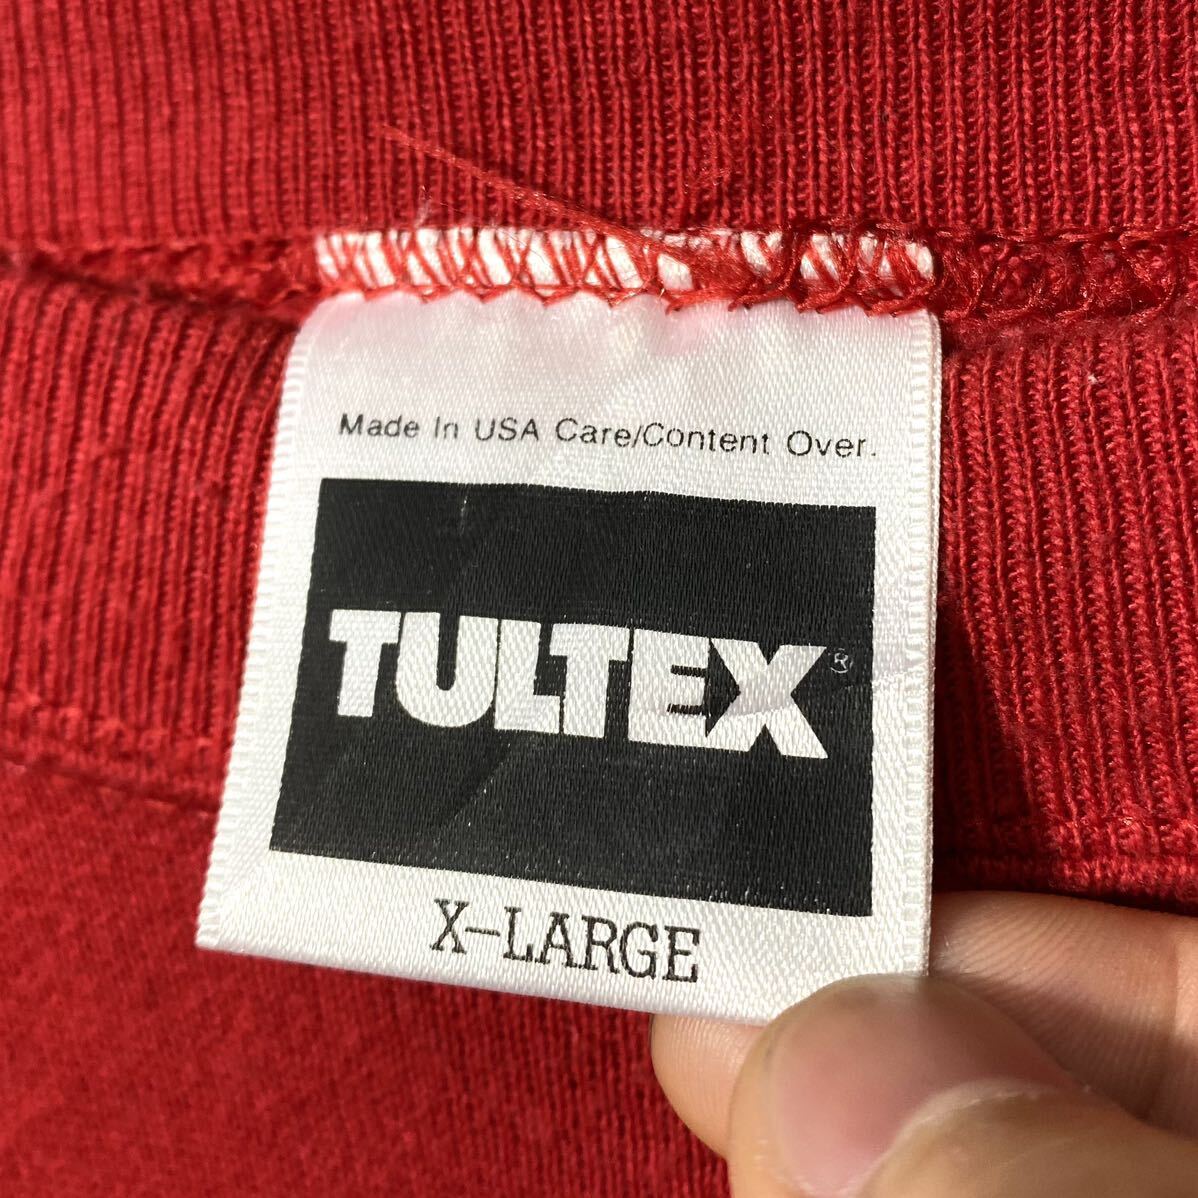 Made In USA Care/Content Over.
TULTEX®
X-LARGE